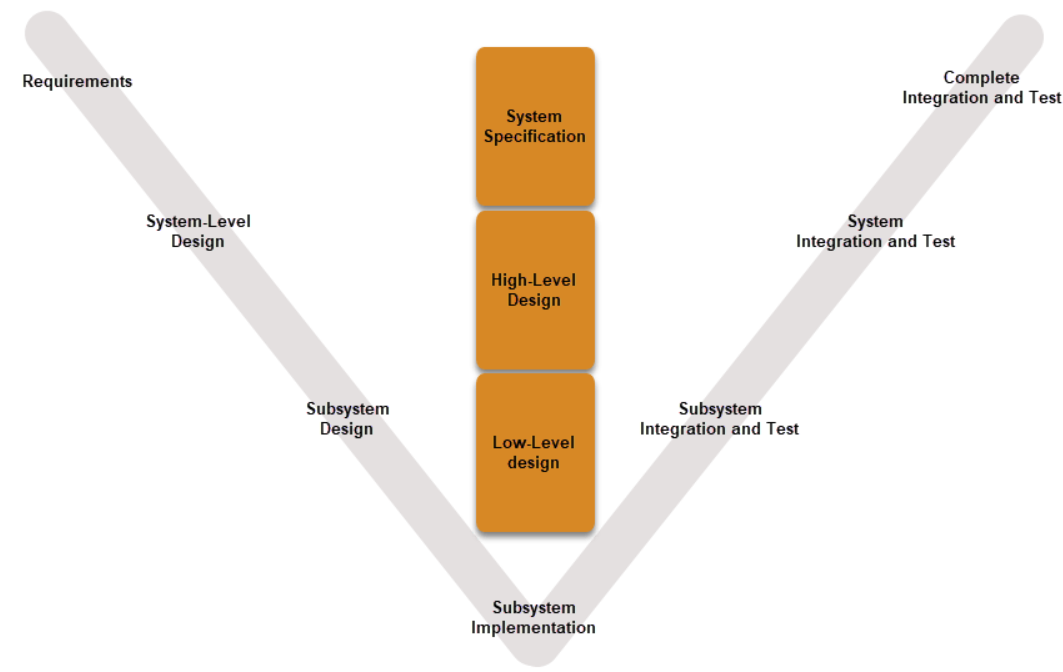 Requirements
Complete
Integration and Test
System
Specification
System-Level
Design
System
Integration and Test
High-Level
Design
Subsystem
Design
Subsystem
Integration and Test
Low-Level
design
Subsystem
Implementation